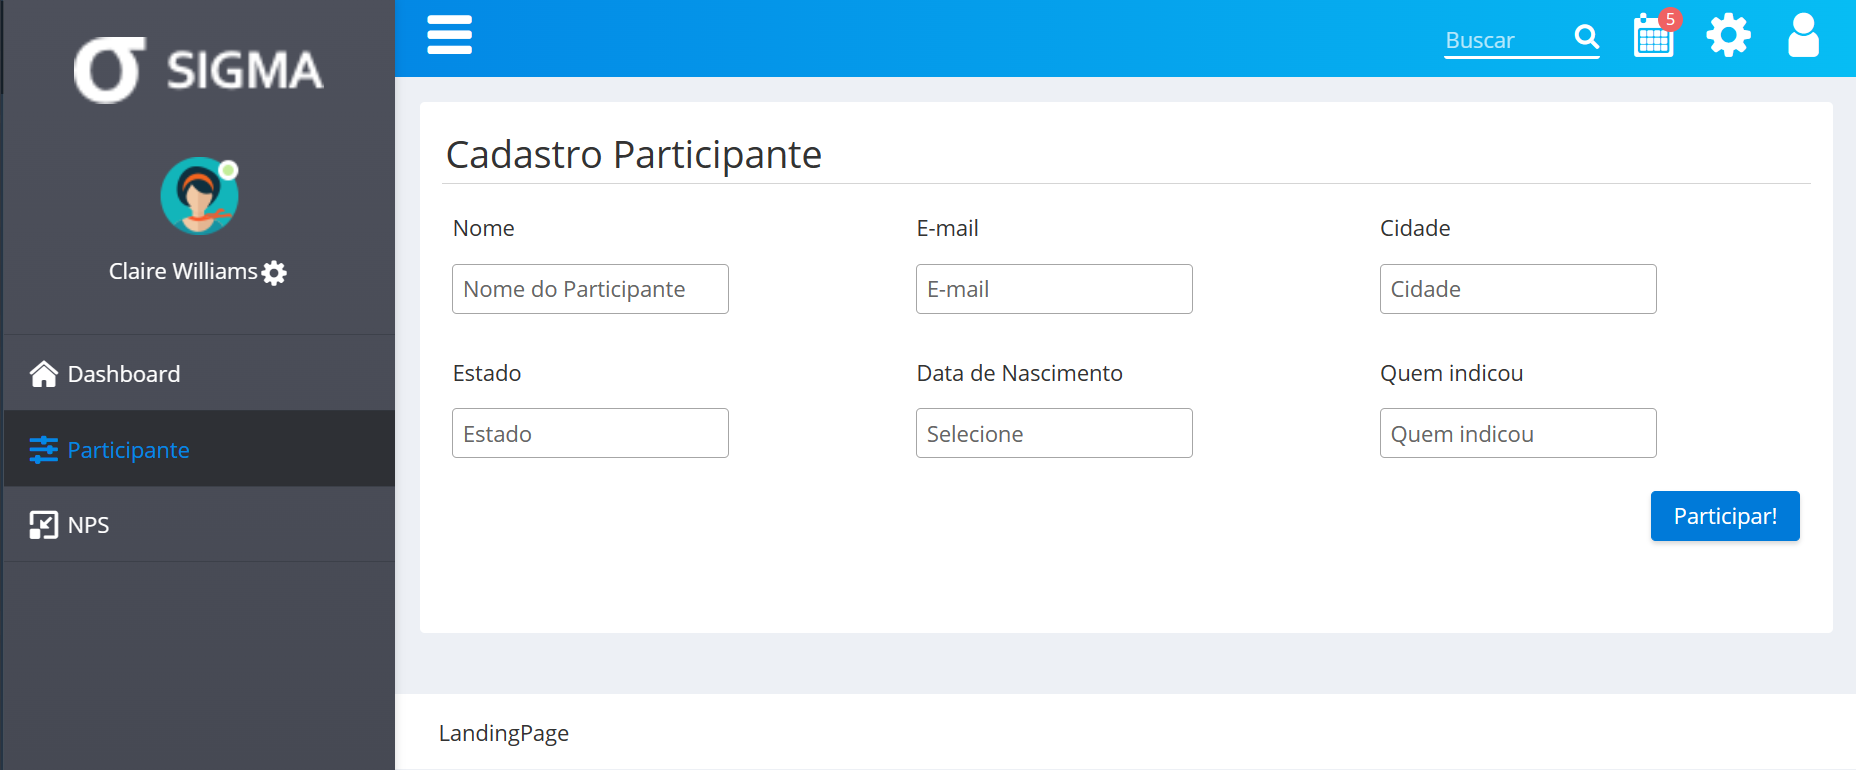 SIGMA
Claire Williams
Dashboard
Participante
NPS
Buscar
5
Cadastro Participante
Nome
E-mail
Cidade
Nome do Participante
E-mail
Cidade
Estado
Data de Nascimento
Quem indicou
Estado
Selecione
Quem indicou
Participar!
LandingPage